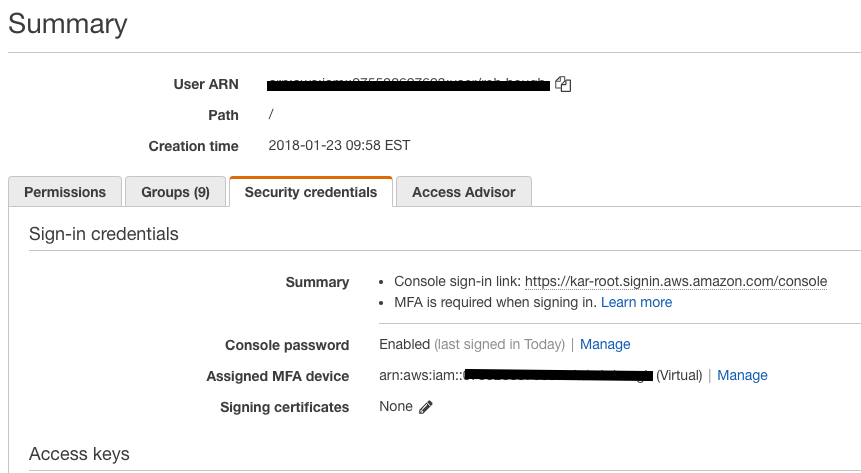 Summary
User ARN
Path /
Creation time 2018-01-23 09:58 EST
Permissions Groups (9) Security credentials Access Advisor
Sign-in credentials
Summary • Console sign-in link: https://kar-root.signin.aws.amazon.com/console
• MFA is required when signing in. Learn more
Console password Enabled (last signed in Today) | Manage
Assigned MFA device arn:aws:iam:: (Virtual) | Manage
Signing certificates None
Access keys